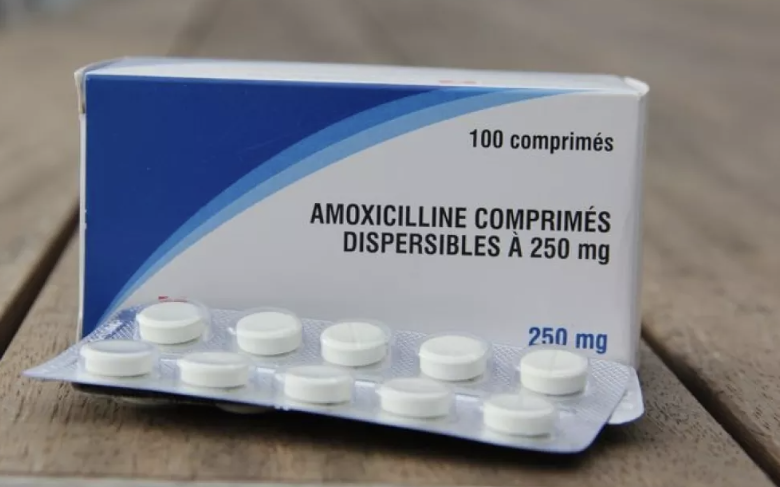 100 comprimés
AMOXICILLINE COMPRIMÉS
DISPERSIBLES À 250 mg
250 mg